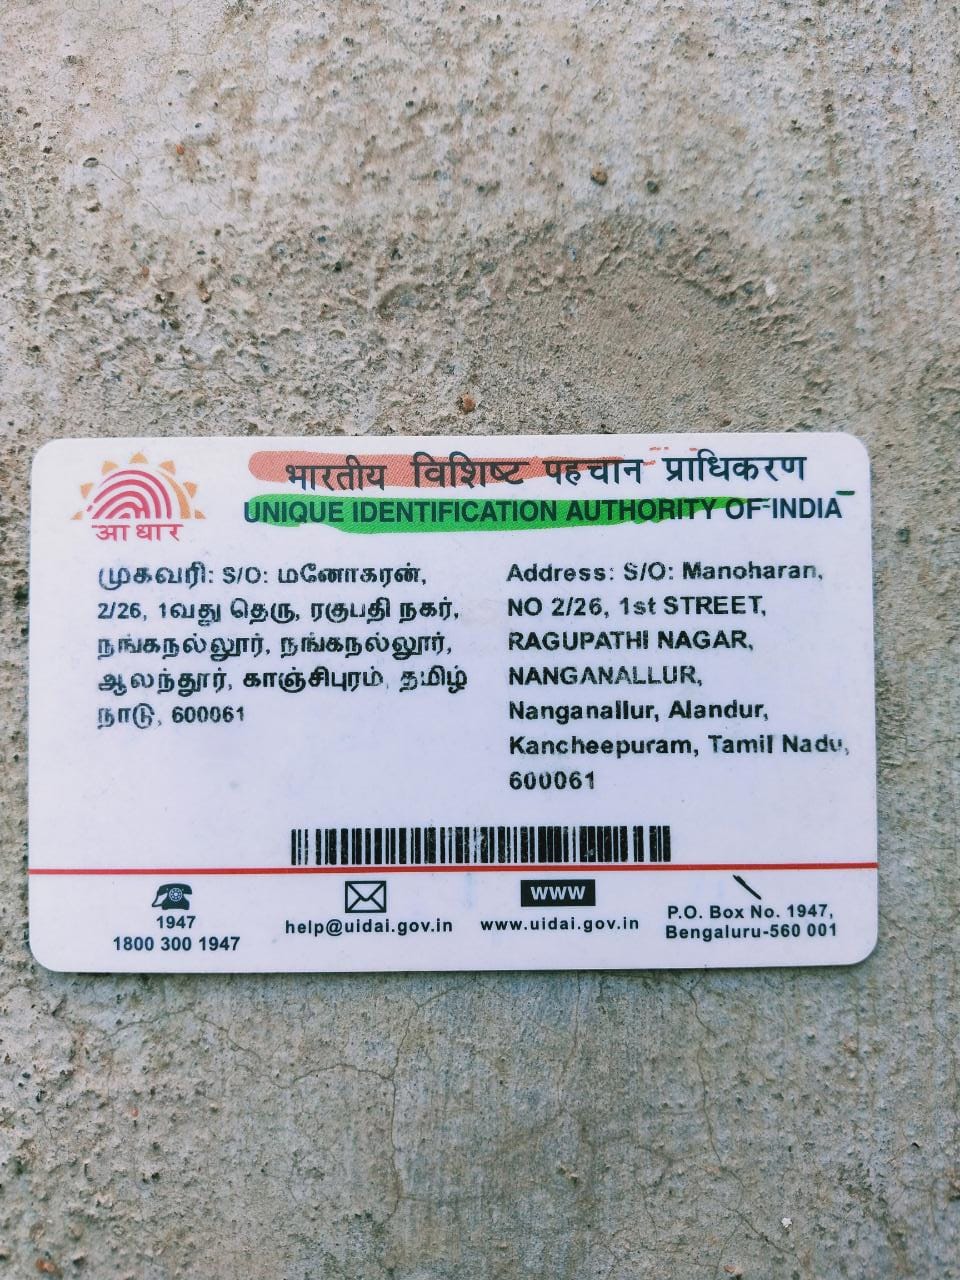 भारतीय विशिष्ट पहचान प्राधिकरण
UNIQUE IDENTIFICATION AUTHORITY OF INDIA
आधार
முகவரி: S/O: மனோகரன்,
2/26, 1வது தெரு, ரகுபதி நகர்,
நங்கநல்லூர், நங்கநல்லூர்,
ஆலந்தூர், காஞ்சிபுரம், தமிழ்
நாடு, 600061
Address: S/O: Manoharan,
NO 2/26, 1st STREET,
RAGUPATHI NAGAR,
NANGANALLUR,
Nanganallur, Alandur,
Kancheepuram, Tamil Nadu,
600061
1947
1800 300 1947
help@uidai.gov.in
WWW
www.uidai.gov.in
P.O. Box No. 1947,
Bengaluru-560 001